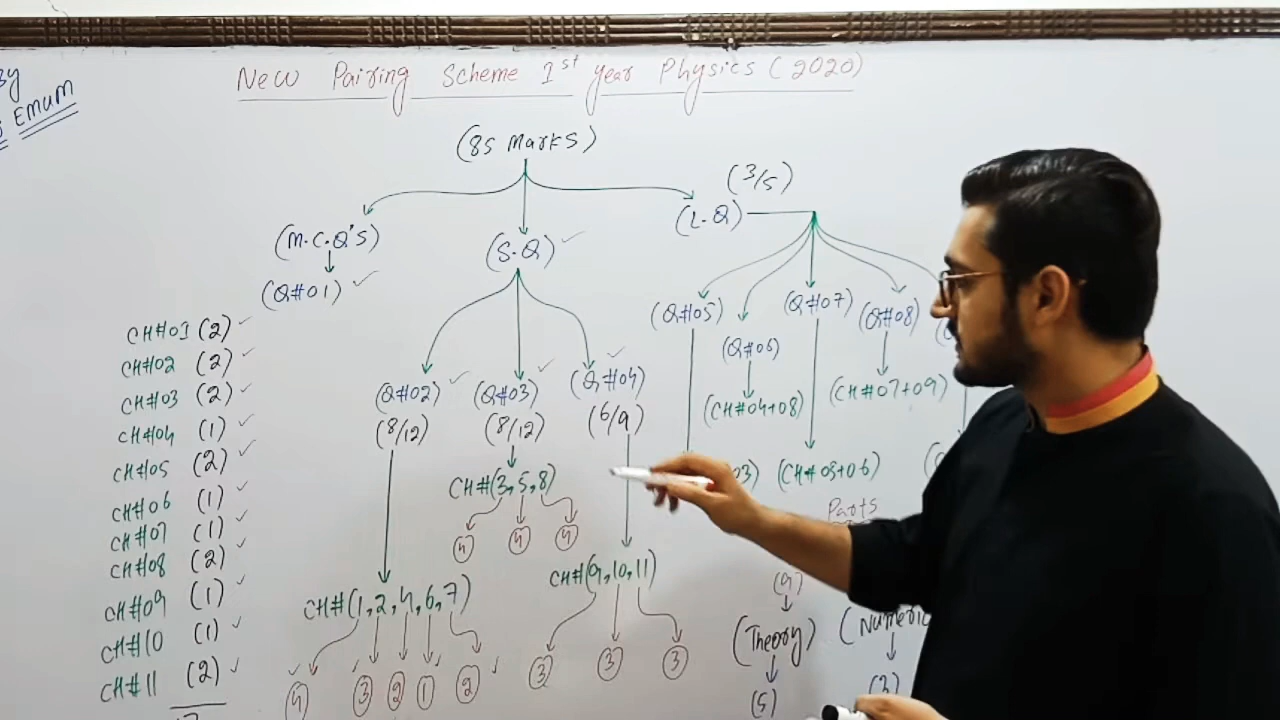 By
EMUM
New Pairing Scheme 1st year Physics (2020)
(85 Marks)
(M.C.Q'S)
(Q#01)
(S.Q)
(L.Q)
(3/5)
CH#01 (2)
CH#02 (2)
CH#03 (2)
CH#04 (1)
CH#05 (2)
CH#06 (1)
CH#07 (1)
CH#08 (2)
CH#09 (1)
CH#10 (1)
CH#11 (2)
(Q#02) (Q#03) (Q#04)
(8/12) (8/12) (6/9)
CH#(3,5,8)
4 4 4
CH#(1,2,4,6,7)
4 3 2 1 2
CH#(9,10,11)
3 3 3
(Q#05) (Q#06) (Q#07) (Q#08)
(CH#04+08)
(CH#07+09)
03) (CH#05+06)
Parts
(Theory)
(5)
(Numeric
(3)